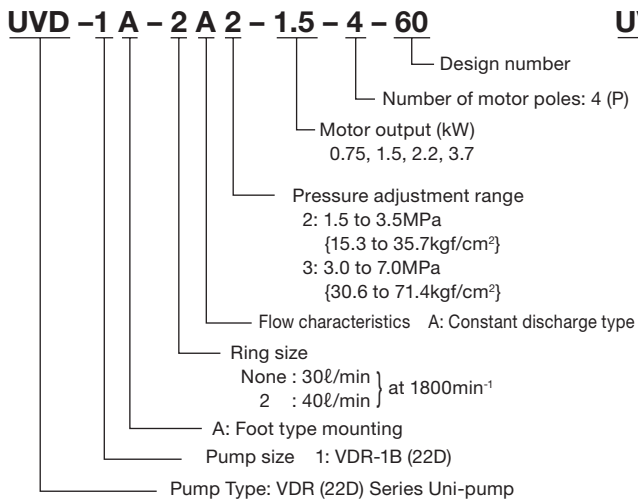 UVD –1 A – 2 A 2 – 1.5 – 4 – 60
UV
Design number
Number of motor poles: 4 (P)
Motor output (kW)
0.75, 1.5, 2.2, 3.7
Pressure adjustment range
2: 1.5 to 3.5MPa
{15.3 to 35.7kgf/cm²}
3: 3.0 to 7.0MPa
{30.6 to 71.4kgf/cm²}
Flow characteristics A: Constant discharge type
Ring size
None : 30ℓ/min
2 : 40ℓ/min } at 1800min⁻¹
A: Foot type mounting
Pump size 1: VDR-1B (22D)
Pump Type: VDR (22D) Series Uni-pump